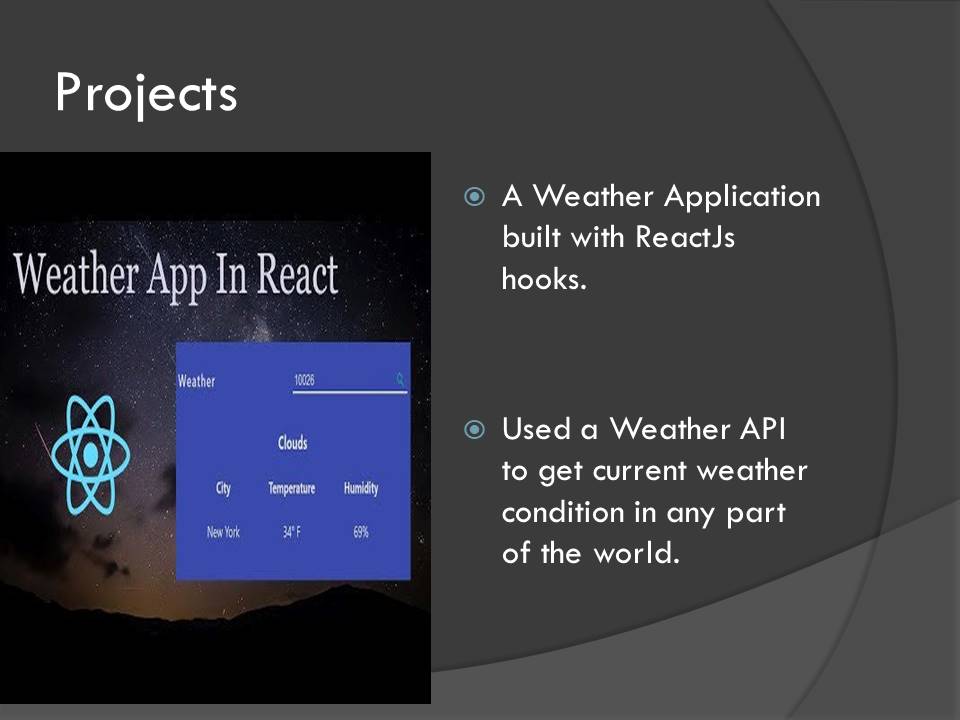 Projects
Weather App In React
Weather 10026
Clouds
City Temperature Humidity
New York 34° F 69%
A Weather Application
built with ReactJs
hooks.
Used a Weather API
to get current weather
condition in any part
of the world.